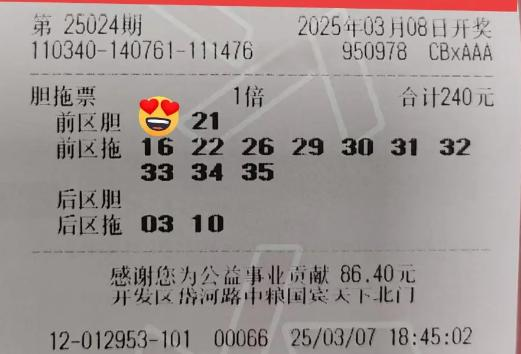 第 25024期 2025年03月08日开奖
110340-140761-111476 950978 CBxAAA
胆拖票 1倍 合计240元
前区胆 21
前区拖 16 22 26 29 30 31 32
33 34 35
后区胆
后区拖 03 10
感谢您为公益事业贡献 86.40元
开发区岱河路中粮国宾天下北门
12-012953-101 00066 25/03/07 18:45:02